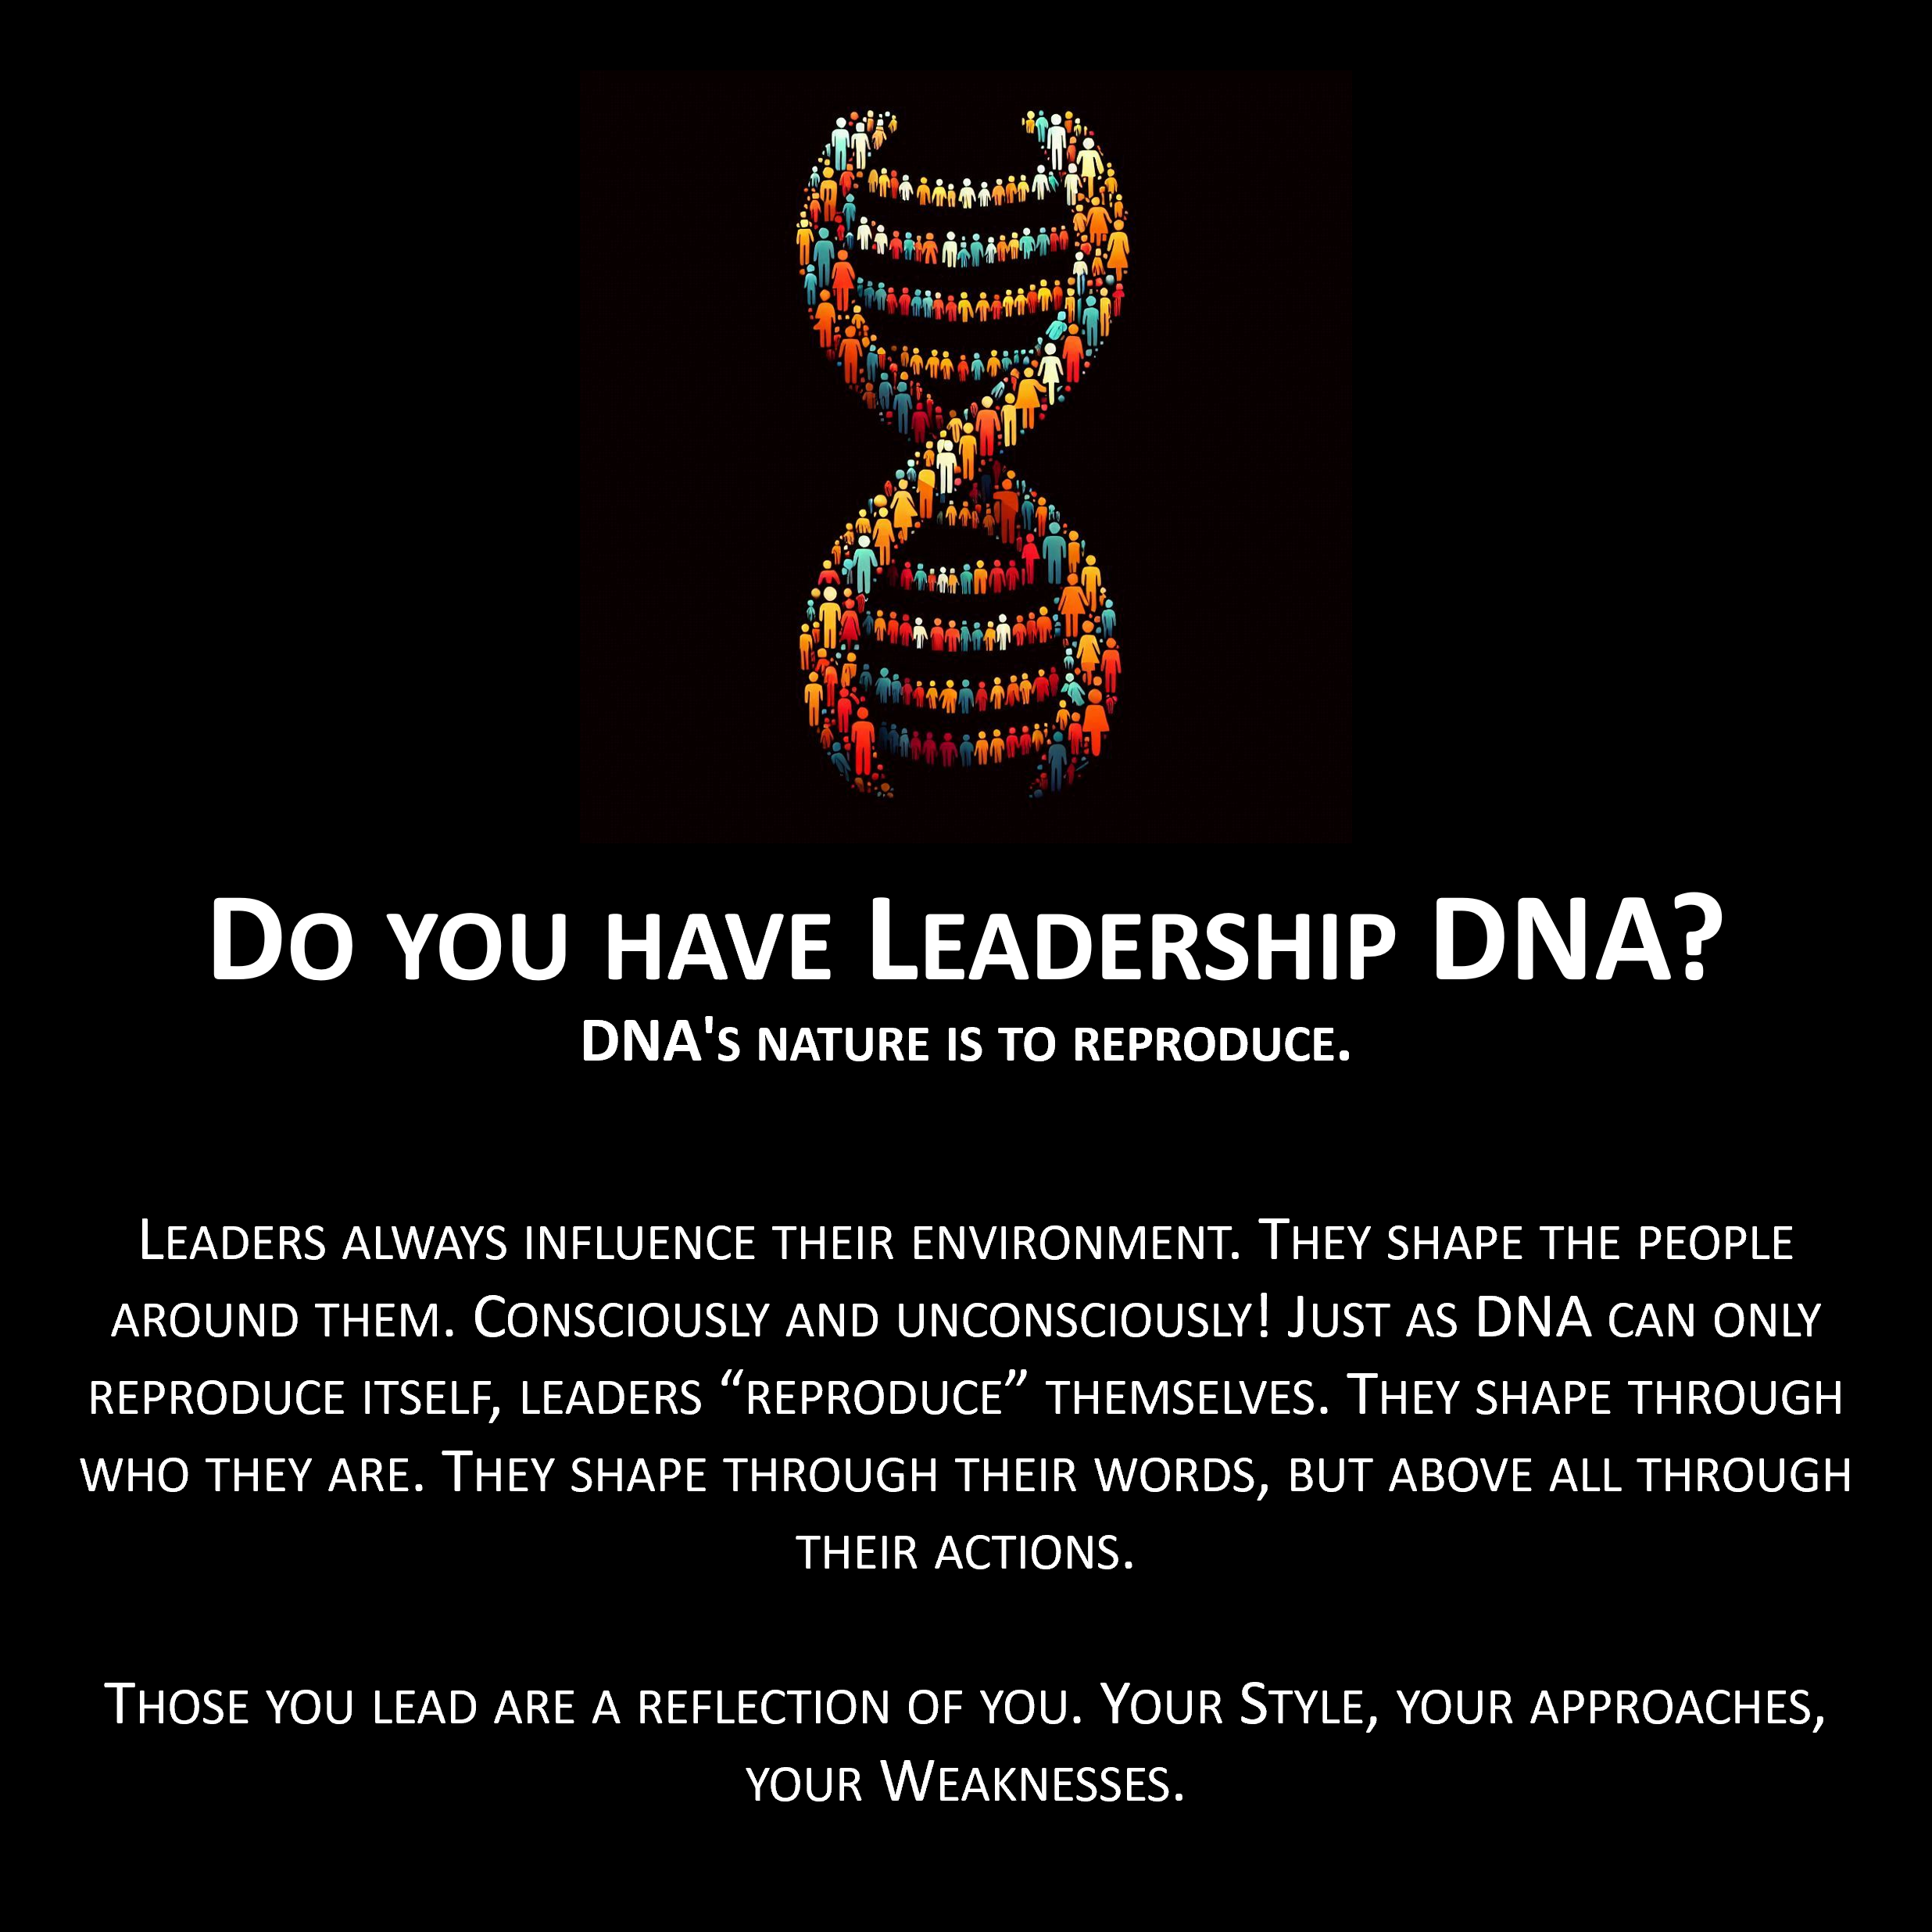 Do you have Leadership DNA?
DNA's nature is to reproduce.
Leaders always influence their environment. They shape the people
around them. Consciously and unconsciously! Just as DNA can only
reproduce itself, leaders “reproduce” themselves. They shape through
who they are. They shape through their words, but above all through
their actions.
Those you lead are a reflection of you. Your Style, your approaches,
your Weaknesses.